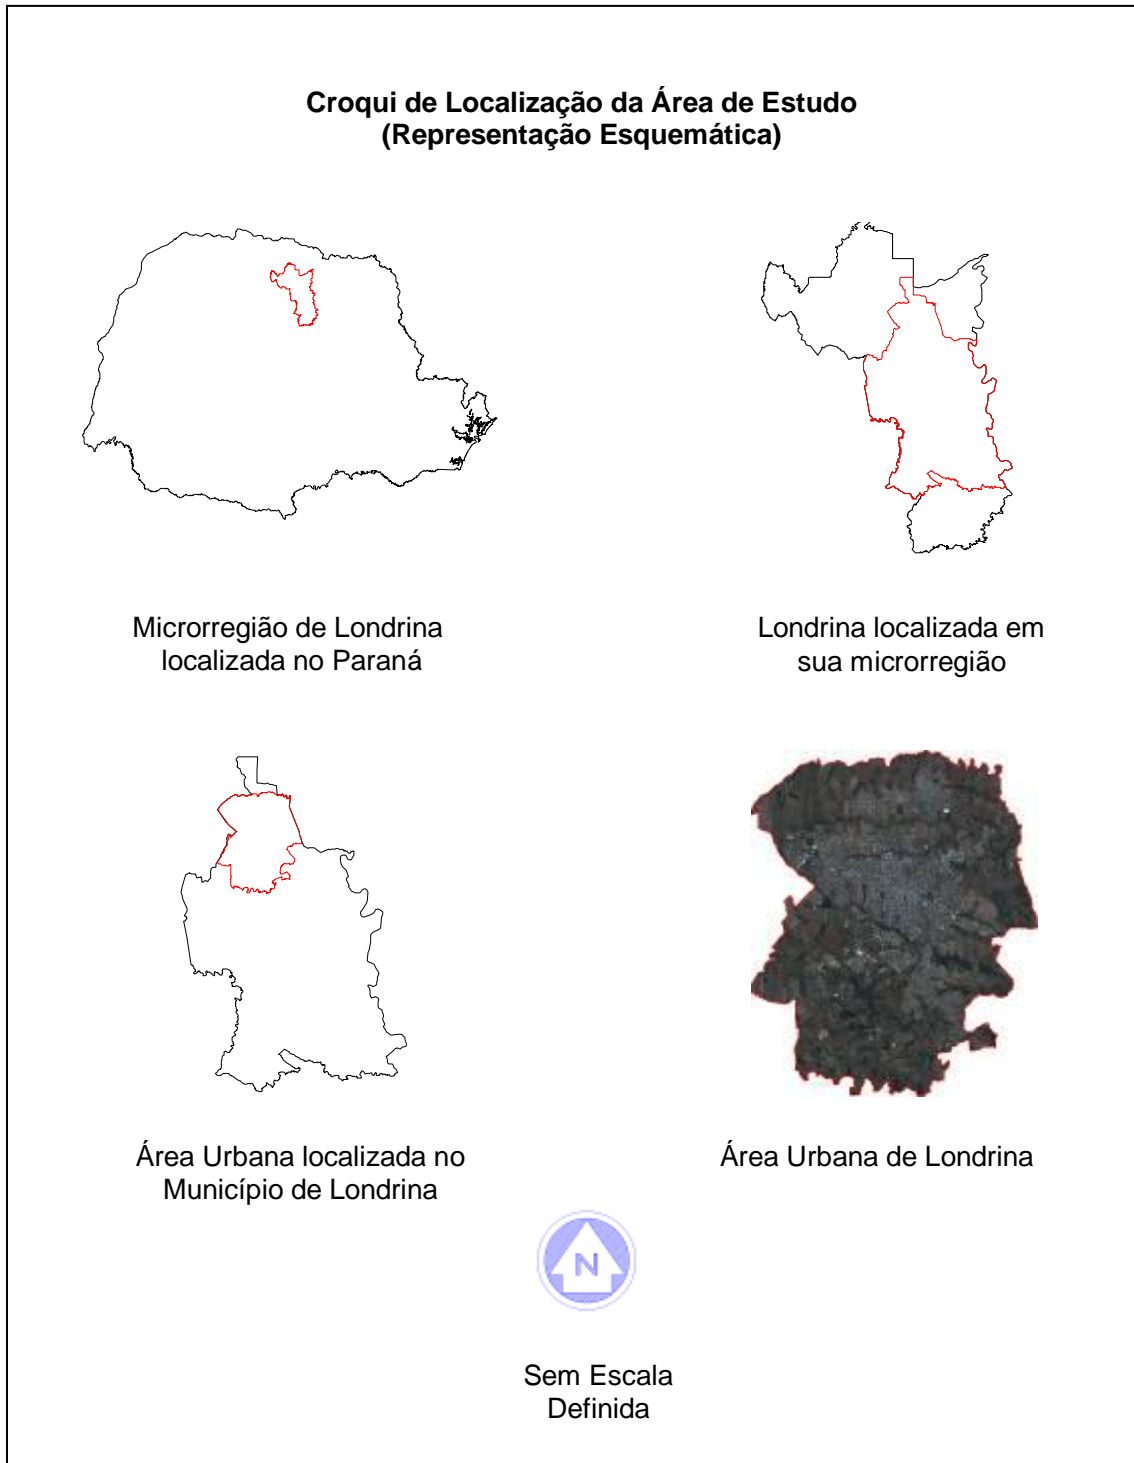 Croqui de Localização da Área de Estudo
(Representação Esquemática)
Microrregião de Londrina
localizada no Paraná
Londrina localizada em
sua microrregião
Área Urbana localizada no
Município de Londrina
Área Urbana de Londrina
N
Sem Escala
Definida